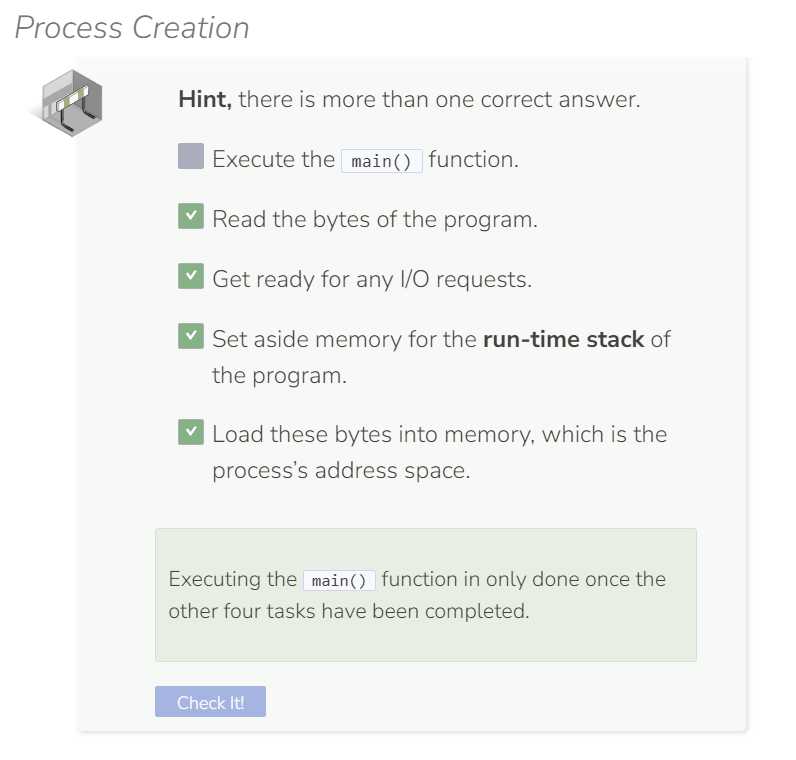 Process Creation
Hint, there is more than one correct answer.
Execute the main() function.
Read the bytes of the program.
Get ready for any I/O requests.
Set aside memory for the run-time stack of
the program.
Load these bytes into memory, which is the
process’s address space.
Executing the main() function in only done once the
other four tasks have been completed.
Check It!